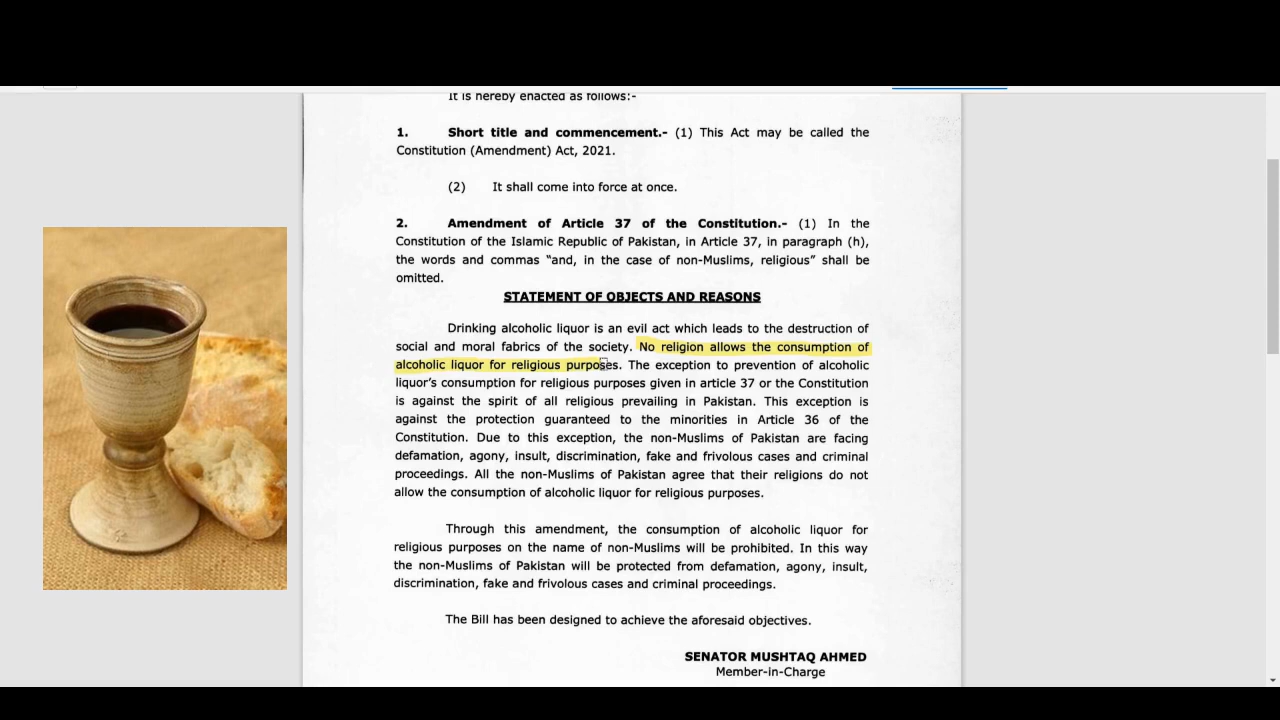 It is hereby enacted as follows:-
1. Short title and commencement.- (1) This Act may be called the
Constitution (Amendment) Act, 2021.
(2) It shall come into force at once.
2. Amendment of Article 37 of the Constitution.- (1) In the
Constitution of the Islamic Republic of Pakistan, in Article 37, in paragraph (h),
the words and commas "and, in the case of non-Muslims, religious" shall be
omitted.
STATEMENT OF OBJECTS AND REASONS
Drinking alcoholic liquor is an evil act which leads to the destruction of
social and moral fabrics of the society. No religion allows the consumption of
alcoholic liquor for religious purposes. The exception to prevention of alcoholic
liquor's consumption for religious purposes given in article 37 or the Constitution
is against the spirit of all religious prevailing in Pakistan. This exception is
against the protection guaranteed to the minorities in Article 36 of the
Constitution. Due to this exception, the non-Muslims of Pakistan are facing
defamation, agony, insult, discrimination, fake and frivolous cases and criminal
proceedings. All the non-Muslims of Pakistan agree that their religions do not
allow the consumption of alcoholic liquor for religious purposes.
Through this amendment, the consumption of alcoholic liquor for
religious purposes on the name of non-Muslims will be prohibited. In this way
the non-Muslims of Pakistan will be protected from defamation, agony, insult,
discrimination, fake and frivolous cases and criminal proceedings.
The Bill has been designed to achieve the aforesaid objectives.
SENATOR MUSHTAQ AHMED
Member-in-Charge